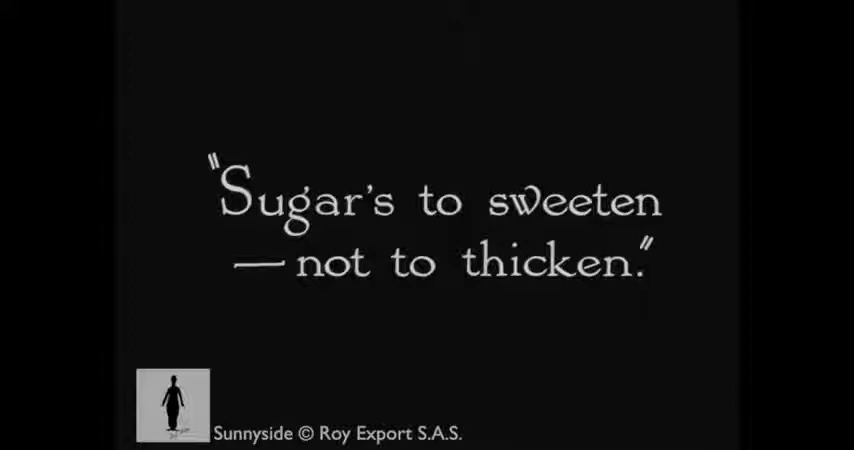 "Sugar's to sweeten
— not to thicken."
Sunnyside © Roy Export S.A.S.